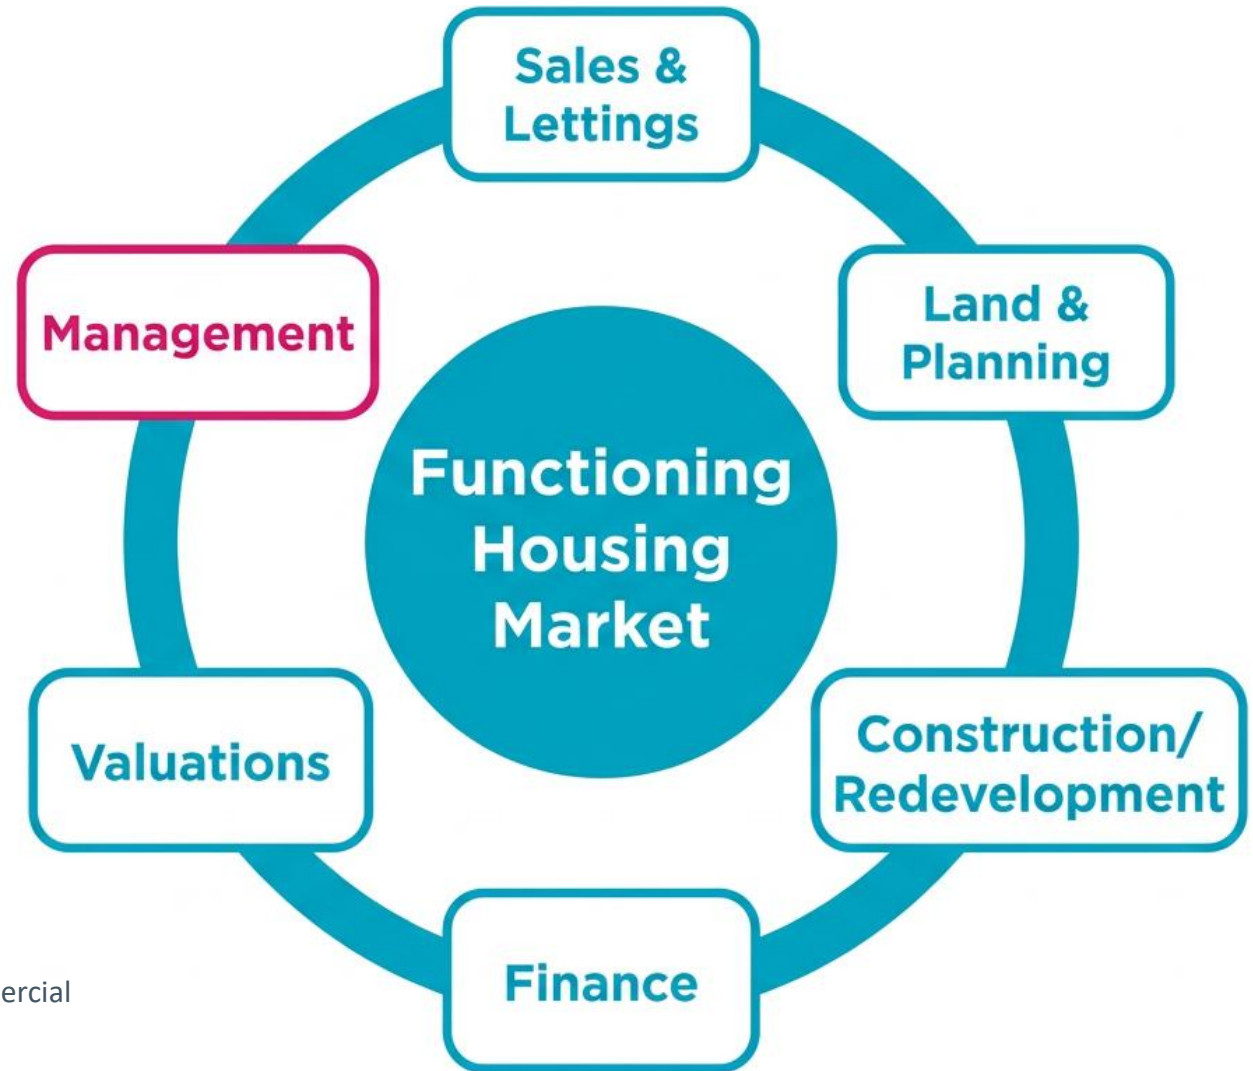 Sales &
Lettings
Management
Land &
Planning
Functioning
Housing
Market
Valuations
Construction/
Redevelopment
Finance
ercial